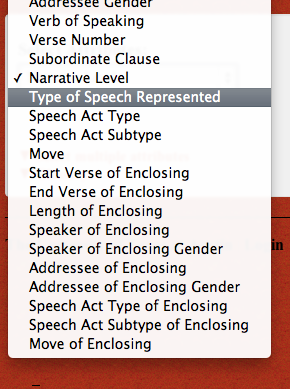 Addressee Gender
Verb of Speaking
Verse Number
Subordinate Clause
✓ Narrative Level
Type of Speech Represented
Speech Act Type
Speech Act Subtype
Move
Start Verse of Enclosing
End Verse of Enclosing
Length of Enclosing
Speaker of Enclosing
Speaker of Enclosing Gender
Addressee of Enclosing
Addressee of Enclosing Gender
Speech Act Type of Enclosing
Speech Act Subtype of Enclosing
Move of Enclosing